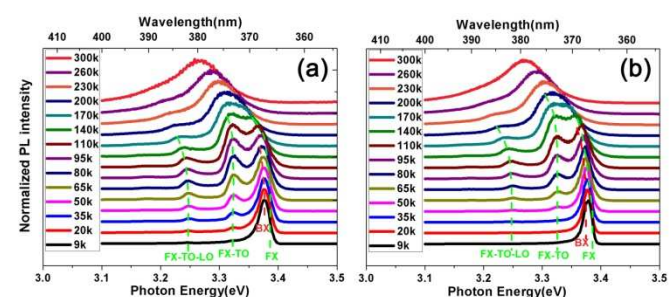 Wavelength(nm)
410 400 390 380 370 360
(a)
300k
260k
230k
200k
170k
140k
110k
95k
80k
65k
50k
35k
20k
9k
Normalized PL intensity
BX
FX-TO-LO FX-TO FX
3.0 3.1 3.2 3.3 3.4 3.5
Photon Energy(eV)
Wavelength(nm)
410 400 390 380 370 360
(b)
300k
260k
230k
200k
170k
140k
110k
95k
80k
65k
50k
35k
20k
9k
BX
FX-TO-LO FX-TO FX
3.0 3.1 3.2 3.3 3.4 3.5
Photon Energy(eV)